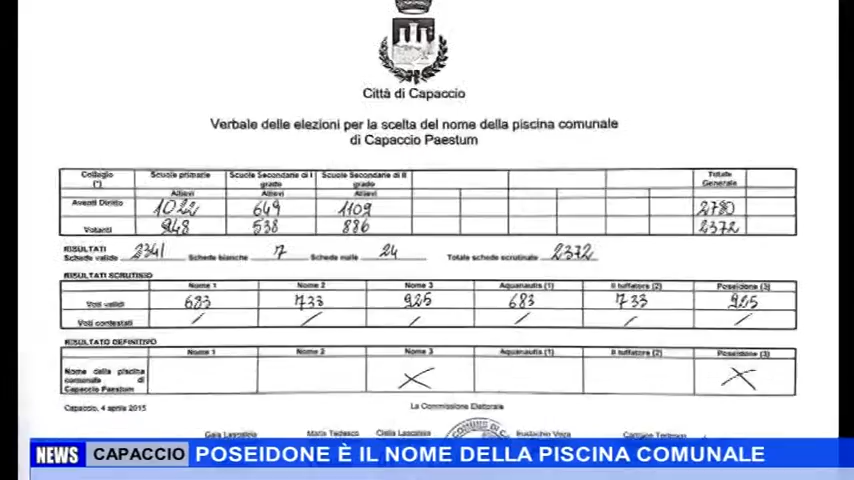 Città di Capaccio
Verbale delle elezioni per la scelta del nome della piscina comunale
di Capaccio Paestum
Collegio Scuole primarie Scuole Secondarie di I Scuole Secondarie di II Totale
(*) grado grado Generale
Allievi Allievi Allievi
Aventi Diritto 1022 649 1109 2780
Votanti 948 538 886 2372
RISULTATI
Schede valide 2341 Schede bianche 7 Schede nulle 24 Totale schede scrutinate 2372
RISULTATI SCRUTINIO
Nome 1 Nome 2 Nome 3 Aquanautis (1) Il tuffatore (2) Poseidone (3)
Voti validi 683 733 925 683 733 925
Voti contestati / / / / / /
RISULTATO DEFINITIVO
Nome 1 Nome 2 Nome 3 Aquanautis (1) Il tuffatore (2) Poseidone (3)
Nome della piscina
comunale di X X
Capaccio Paestum
Capaccio, 4 aprile 2015 La Commissione Elettorale
Maria Tedesco
NEWS CAPACCIO POSEIDONE È IL NOME DELLA PISCINA COMUNALE